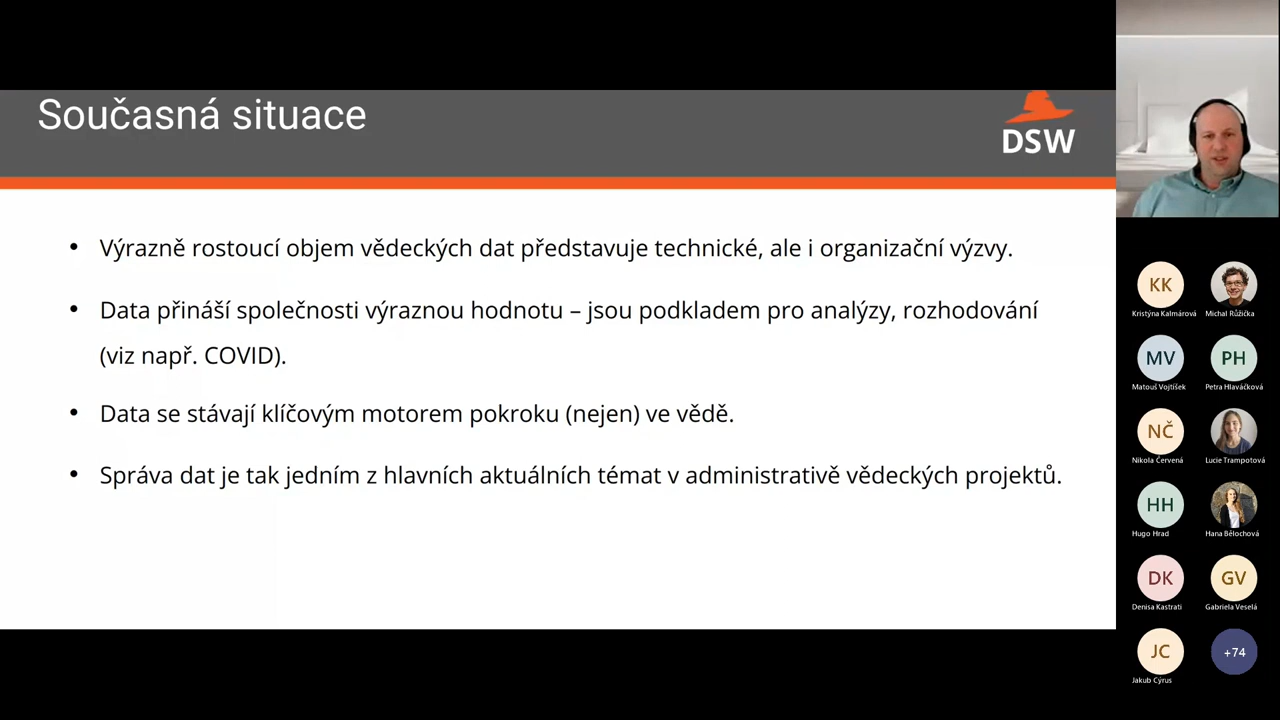 Současná situace
DSW
• Výrazně rostoucí objem vědeckých dat představuje technické, ale i organizační výzvy.
• Data přináší společnosti výraznou hodnotu – jsou podkladem pro analýzy, rozhodování
(viz např. COVID).
• Data se stávají klíčovým motorem pokroku (nejen) ve vědě.
• Správa dat je tak jedním z hlavních aktuálních témat v administrativě vědeckých projektů.
KK
Kristýna Kalmárová
Michal Růžička
MV
Matouš Vojtíšek
PH
Petra Hlaváčková
NČ
Nikola Červená
Lucie Trampotová
HH
Hugo Hrad
Hana Bělochová
DK
Denisa Kastrati
GV
Gabriela Veselá
JC
Jakub Cýrus
+74